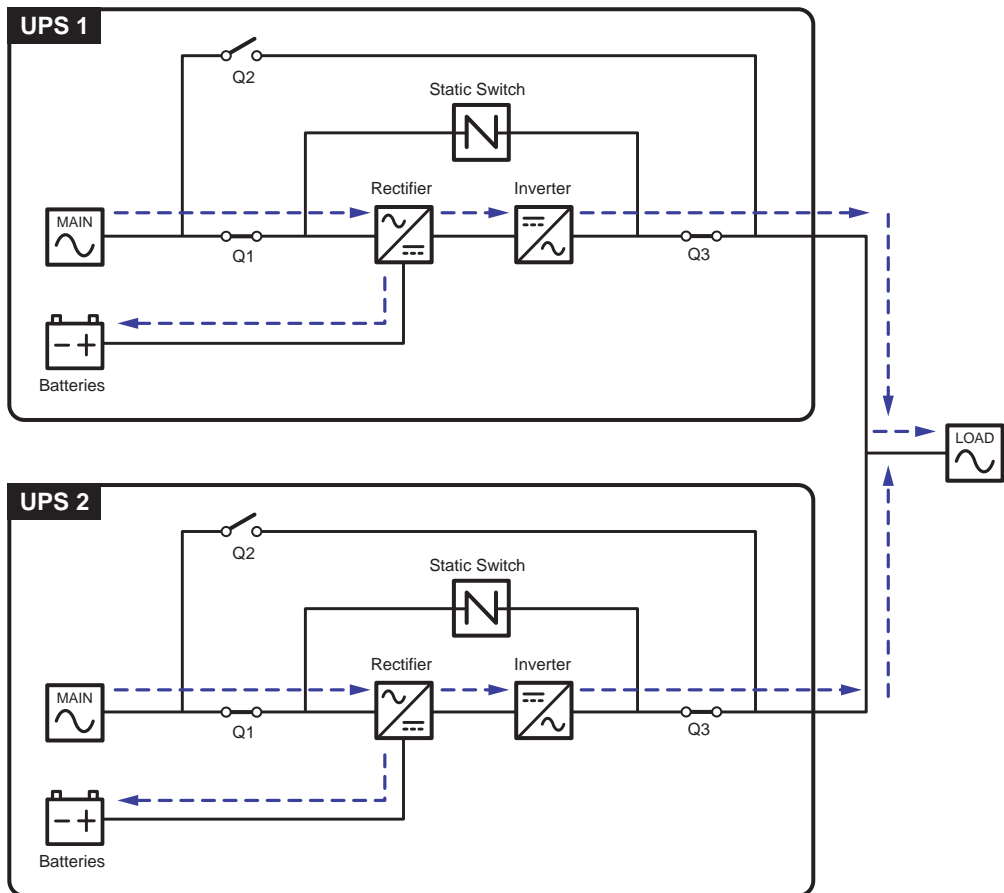 UPS 1
Q2
Static Switch
Rectifier
Inverter
MAIN
Q1
Q3
Batteries
LOAD
UPS 2
Q2
Static Switch
Rectifier
Inverter
MAIN
Q1
Q3
Batteries